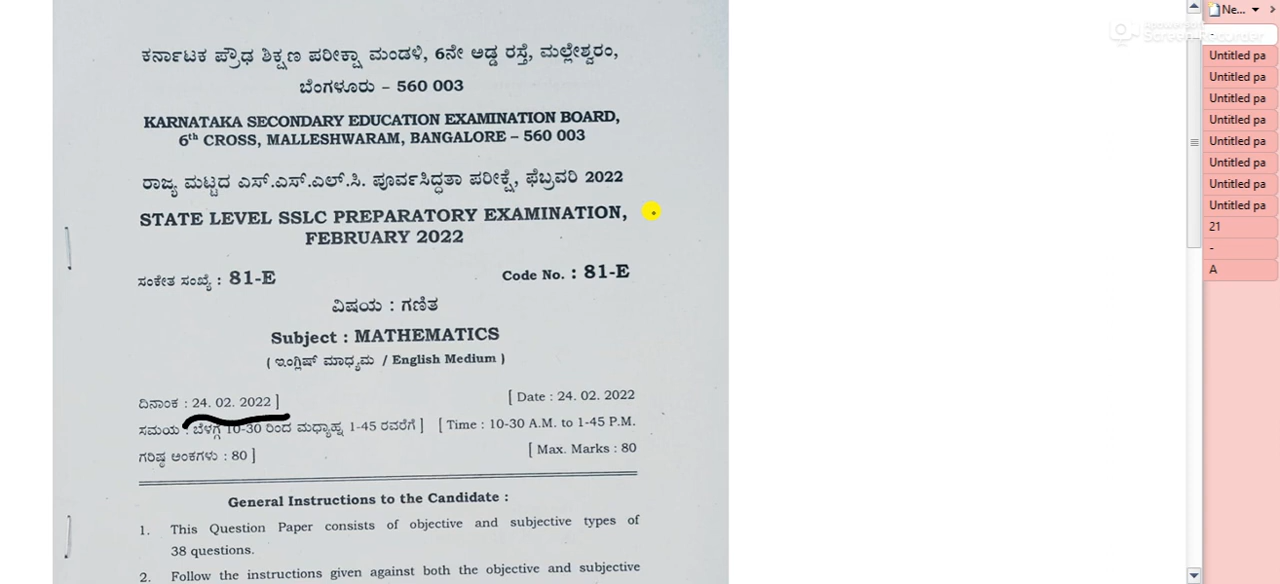 ಕರ್ನಾಟಕ ಪ್ರೌಢ ಶಿಕ್ಷಣ ಪರೀಕ್ಷಾ ಮಂಡಳಿ, 6ನೇ ಅಡ್ಡ ರಸ್ತೆ, ಮಲ್ಲೇಶ್ವರಂ,
ಬೆಂಗಳೂರು – 560 003
KARNATAKA SECONDARY EDUCATION EXAMINATION BOARD,
6th CROSS, MALLESHWARAM, BANGALORE – 560 003
ರಾಜ್ಯ ಮಟ್ಟದ ಎಸ್.ಎಸ್.ಎಲ್.ಸಿ. ಪೂರ್ವಸಿದ್ಧತಾ ಪರೀಕ್ಷೆ, ಫೆಬ್ರವರಿ 2022
STATE LEVEL SSLC PREPARATORY EXAMINATION,
FEBRUARY 2022
ಸಂಕೇತ ಸಂಖ್ಯೆ : 81-E Code No. : 81-E
ವಿಷಯ : ಗಣಿತ
Subject : MATHEMATICS
( ಇಂಗ್ಲಿಷ್ ಮಾಧ್ಯಮ / English Medium )
ದಿನಾಂಕ : 24. 02. 2022 ] [ Date : 24. 02. 2022
ಸಮಯ : ಬೆಳಗ್ಗೆ 10-30 ರಿಂದ ಮಧ್ಯಾಹ್ನ 1-45 ರವರೆಗೆ ] [ Time : 10-30 A.M. to 1-45 P.M.
ಗರಿಷ್ಠ ಅಂಕಗಳು : 80 ] [ Max. Marks : 80
General Instructions to the Candidate :
1. This Question Paper consists of objective and subjective types of
38 questions.
2. Follow the instructions given against both the objective and subjective
Ne...
-
Untitled pa
Untitled pa
Untitled pa
Untitled pa
Untitled pa
Untitled pa
Untitled pa
Untitled pa
21
-
A
Screen Recorder